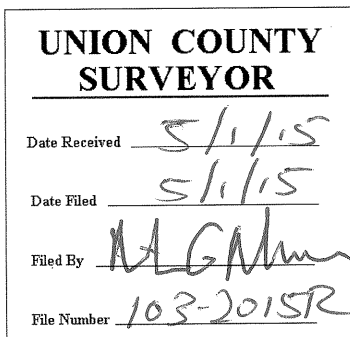 UNION COUNTY
SURVEYOR
Date Received 5/1/15
Date Filed 5/1/15
Filed By
File Number 103-2015R